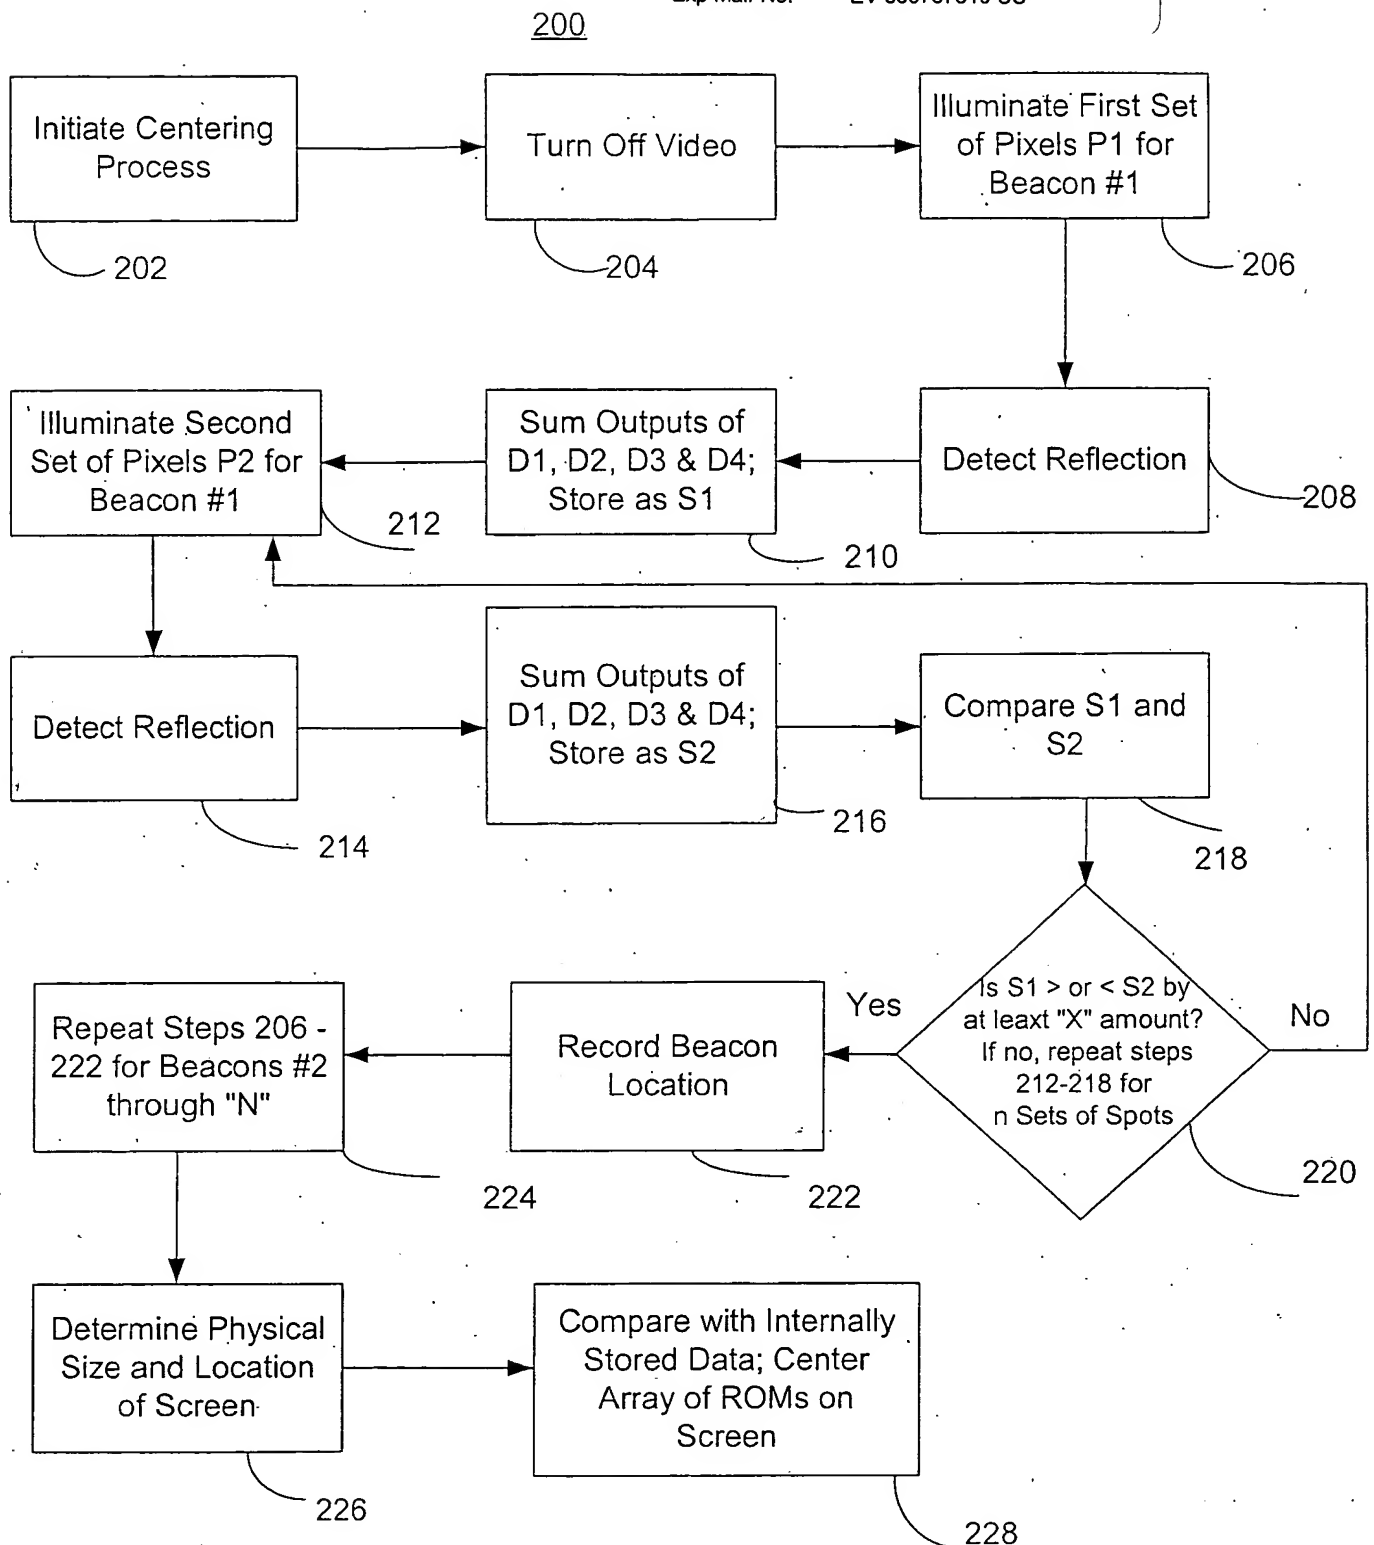 200
Initiate Centering
Process
202
Turn Off Video
204
Illuminate First Set
of Pixels P1 for
Beacon #1
206
Detect Reflection
208
Sum Outputs of
D1, D2, D3 & D4;
Store as S1
210
Illuminate Second
Set of Pixels P2 for
Beacon #1
212
Detect Reflection
214
Sum Outputs of
D1, D2, D3 & D4;
Store as S2
216
Compare S1 and
S2
218
Is S1 > or < S2 by
at leaxt "X" amount?
If no, repeat steps
212-218 for
n Sets of Spots
220
No
Yes
Record Beacon
Location
222
Repeat Steps 206 -
222 for Beacons #2
through "N"
224
Determine Physical
Size and Location
of Screen
226
Compare with Internally
Stored Data; Center
Array of ROMs on
Screen
228